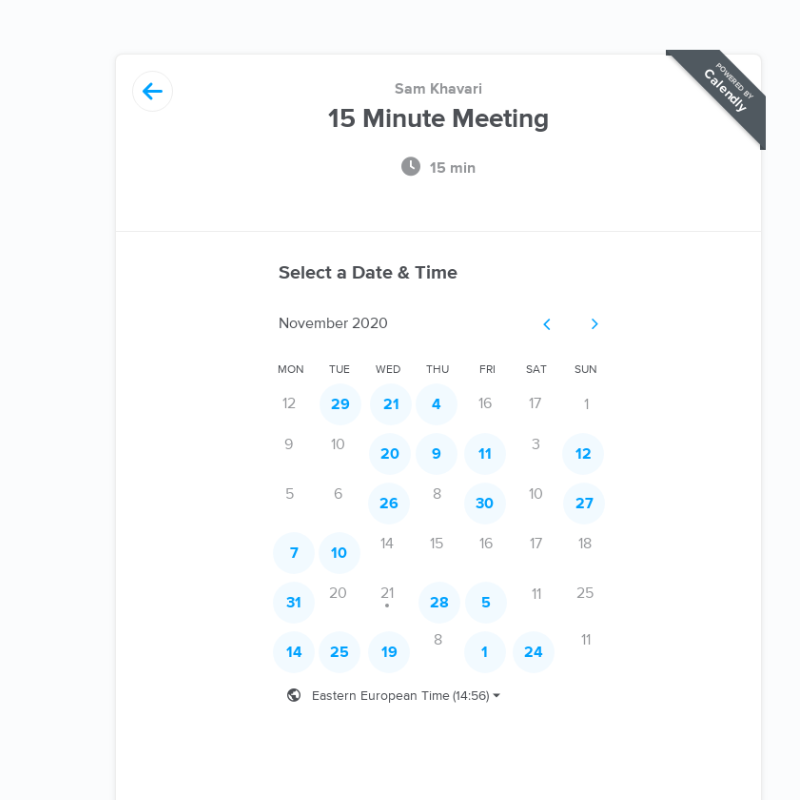 POWERED BY
Calendly
Sam Khavari
15 Minute Meeting
15 min
Select a Date & Time
November 2020
MON TUE WED THU FRI SAT SUN
12 29 21 4 16 17 1
9 10 20 9 11 3 12
5 6 26 8 30 10 27
7 10 14 15 16 17 18
31 20 21 28 5 11 25
14 25 19 8 1 24 11
Eastern European Time (14:56)